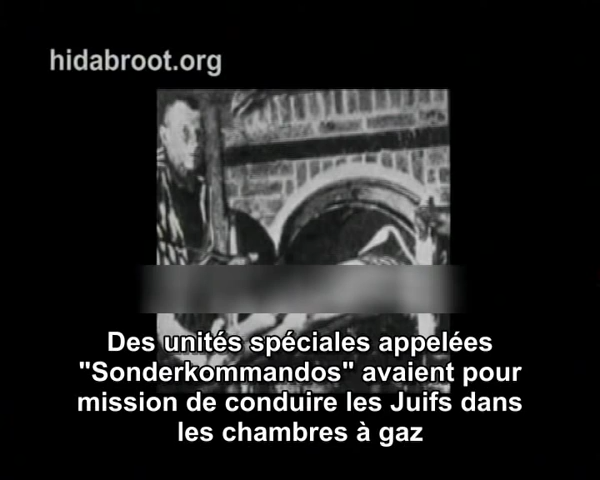 hidabroot.org
Des unités spéciales appelées
"Sonderkommandos" avaient pour
mission de conduire les Juifs dans
les chambres à gaz